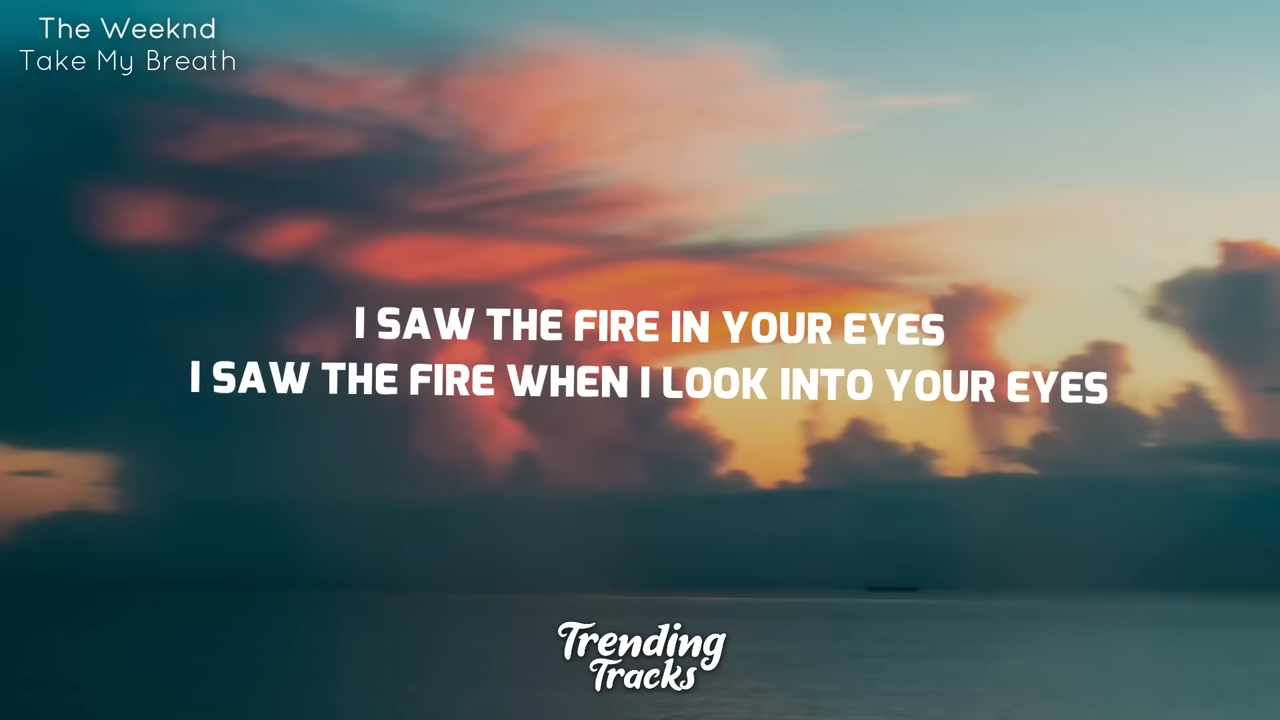 The Weeknd
Take My Breath
I SAW THE FIRE IN YOUR EYES
I SAW THE FIRE WHEN I LOOK INTO YOUR EYES
Trending
Tracks